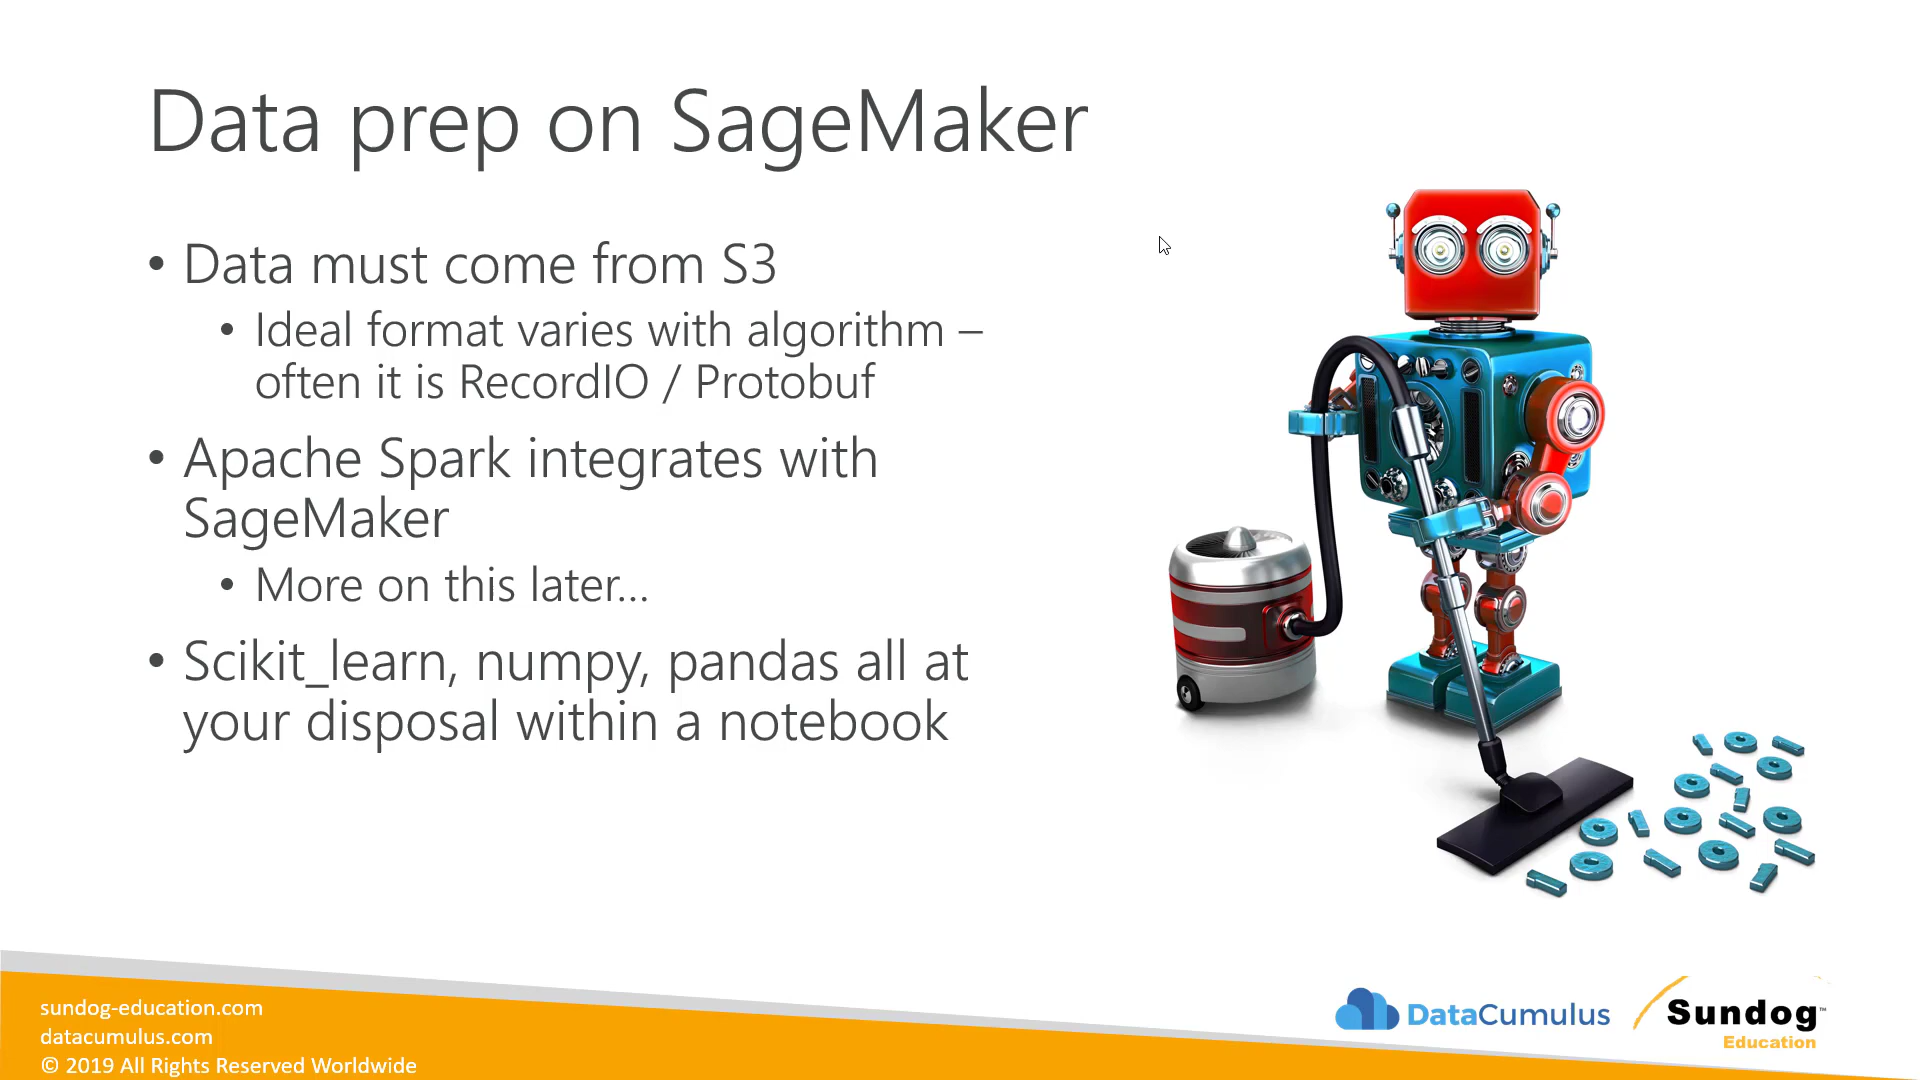 Data prep on SageMaker
• Data must come from S3
• Ideal format varies with algorithm –
often it is RecordIO / Protobuf
• Apache Spark integrates with
SageMaker
• More on this later...
• Scikit_learn, numpy, pandas all at
your disposal within a notebook
sundog-education.com
datacumulus.com
© 2019 All Rights Reserved Worldwide
DataCumulus
Sundog™
Education